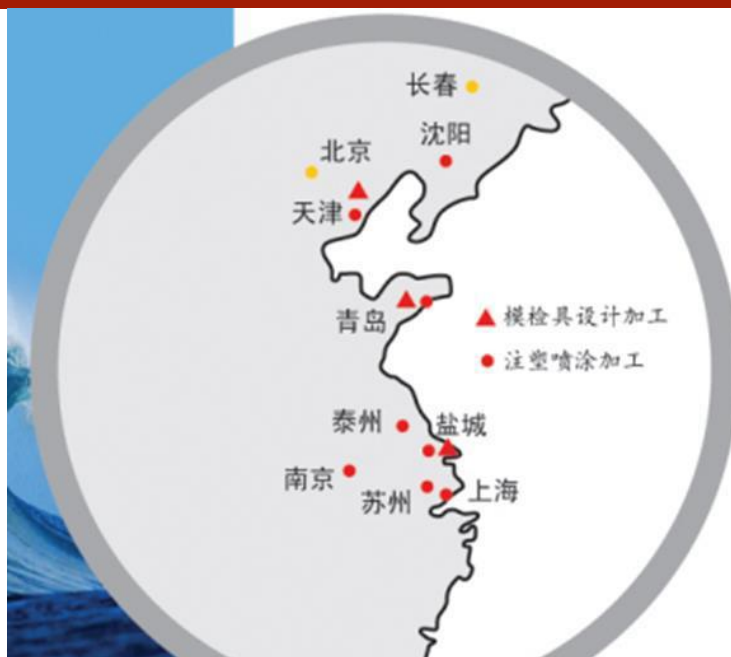 长春
沈阳
北京
天津
青岛
▲ 模检具设计加工
● 注塑喷涂加工
泰州
盐城
南京
苏州
上海